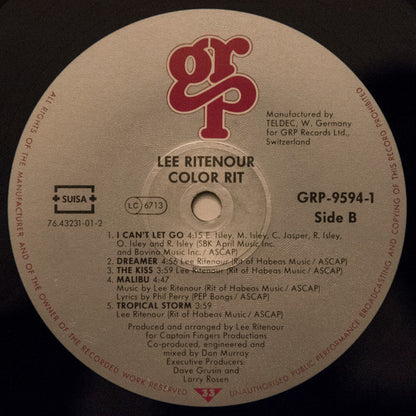 grp
Manufactured by
TELDEC, W. Germany
for GRP Records Ltd.,
Switzerland
LEE RITENOUR
COLOR RIT
SUISA
76.43231-01-2
LC 6713
GRP-9594-1
Side B
1. I CAN'T LET GO 4:15 E. Isley, M. Isley, C. Jasper, R. Isley,
O. Isley and R. Isley (SBK April Music Inc.
and Bovina Music Inc. / ASCAP)
2. DREAMER 4:56 Lee Ritenour (Rit of Habeas Music / ASCAP)
3. THE KISS 3:59 Lee Ritenour (Rit of Habeas Music / ASCAP)
4. MALIBU 4:47
Music by Lee Ritenour (Rit of Habeas Music / ASCAP)
Lyrics by Phil Perry (PEP Bongs / ASCAP)
5. TROPICAL STORM 3:59
Lee Ritenour (Rit of Habeas Music / ASCAP)
Produced and arranged by Lee Ritenour
for Captain Fingers Productions
Co-produced, engineered and
mixed by Don Murray
Executive Producers:
Dave Grusin and
Larry Rosen
33
ALL RIGHTS OF THE MANUFACTURER AND OF THE OWNER OF THE RECORDED WORK RESERVED
UNAUTHORISED PUBLIC PERFORMANCE BROADCASTING AND COPYING OF THIS RECORD PROHIBITED